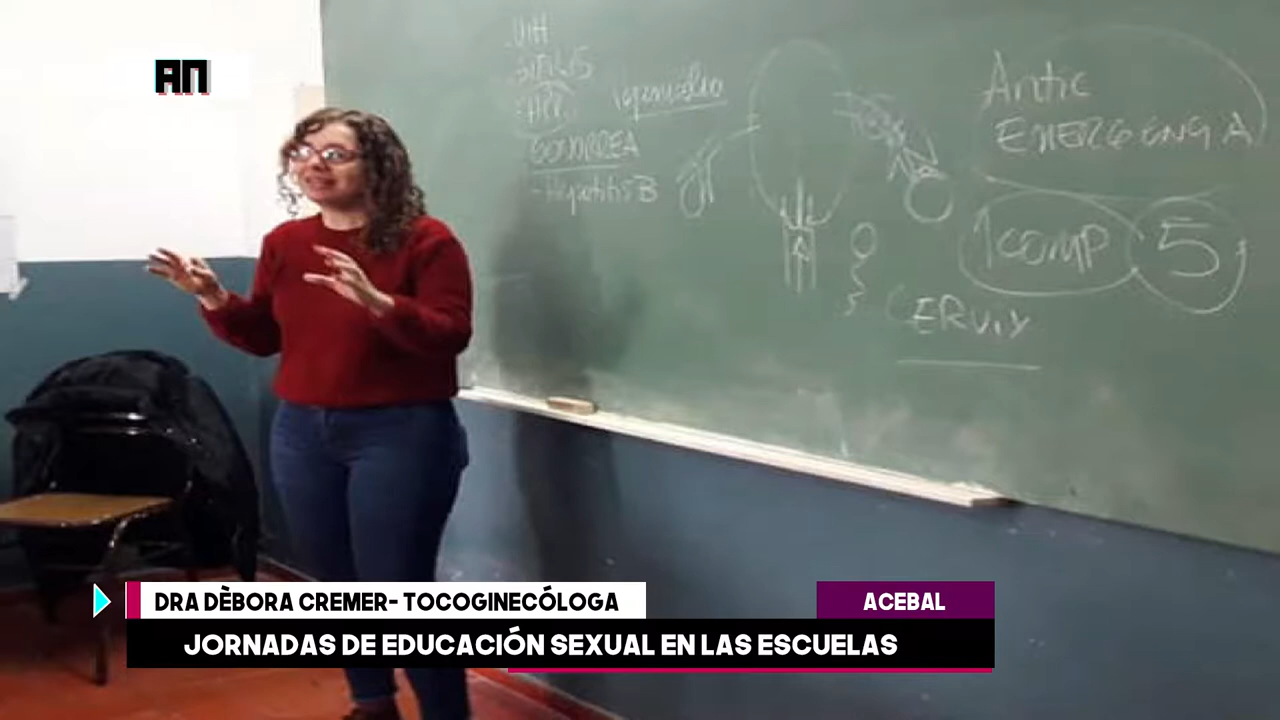 AN
VIH
SIFILIS
HPV
GONORREA
-Hepatitis B
Antic
EMERGENCIA
1 COMP
5
CERVIX
DRA DÈBORA CREMER- TOCOGINECÓLOGA
ACEBAL
JORNADAS DE EDUCACIÓN SEXUAL EN LAS ESCUELAS